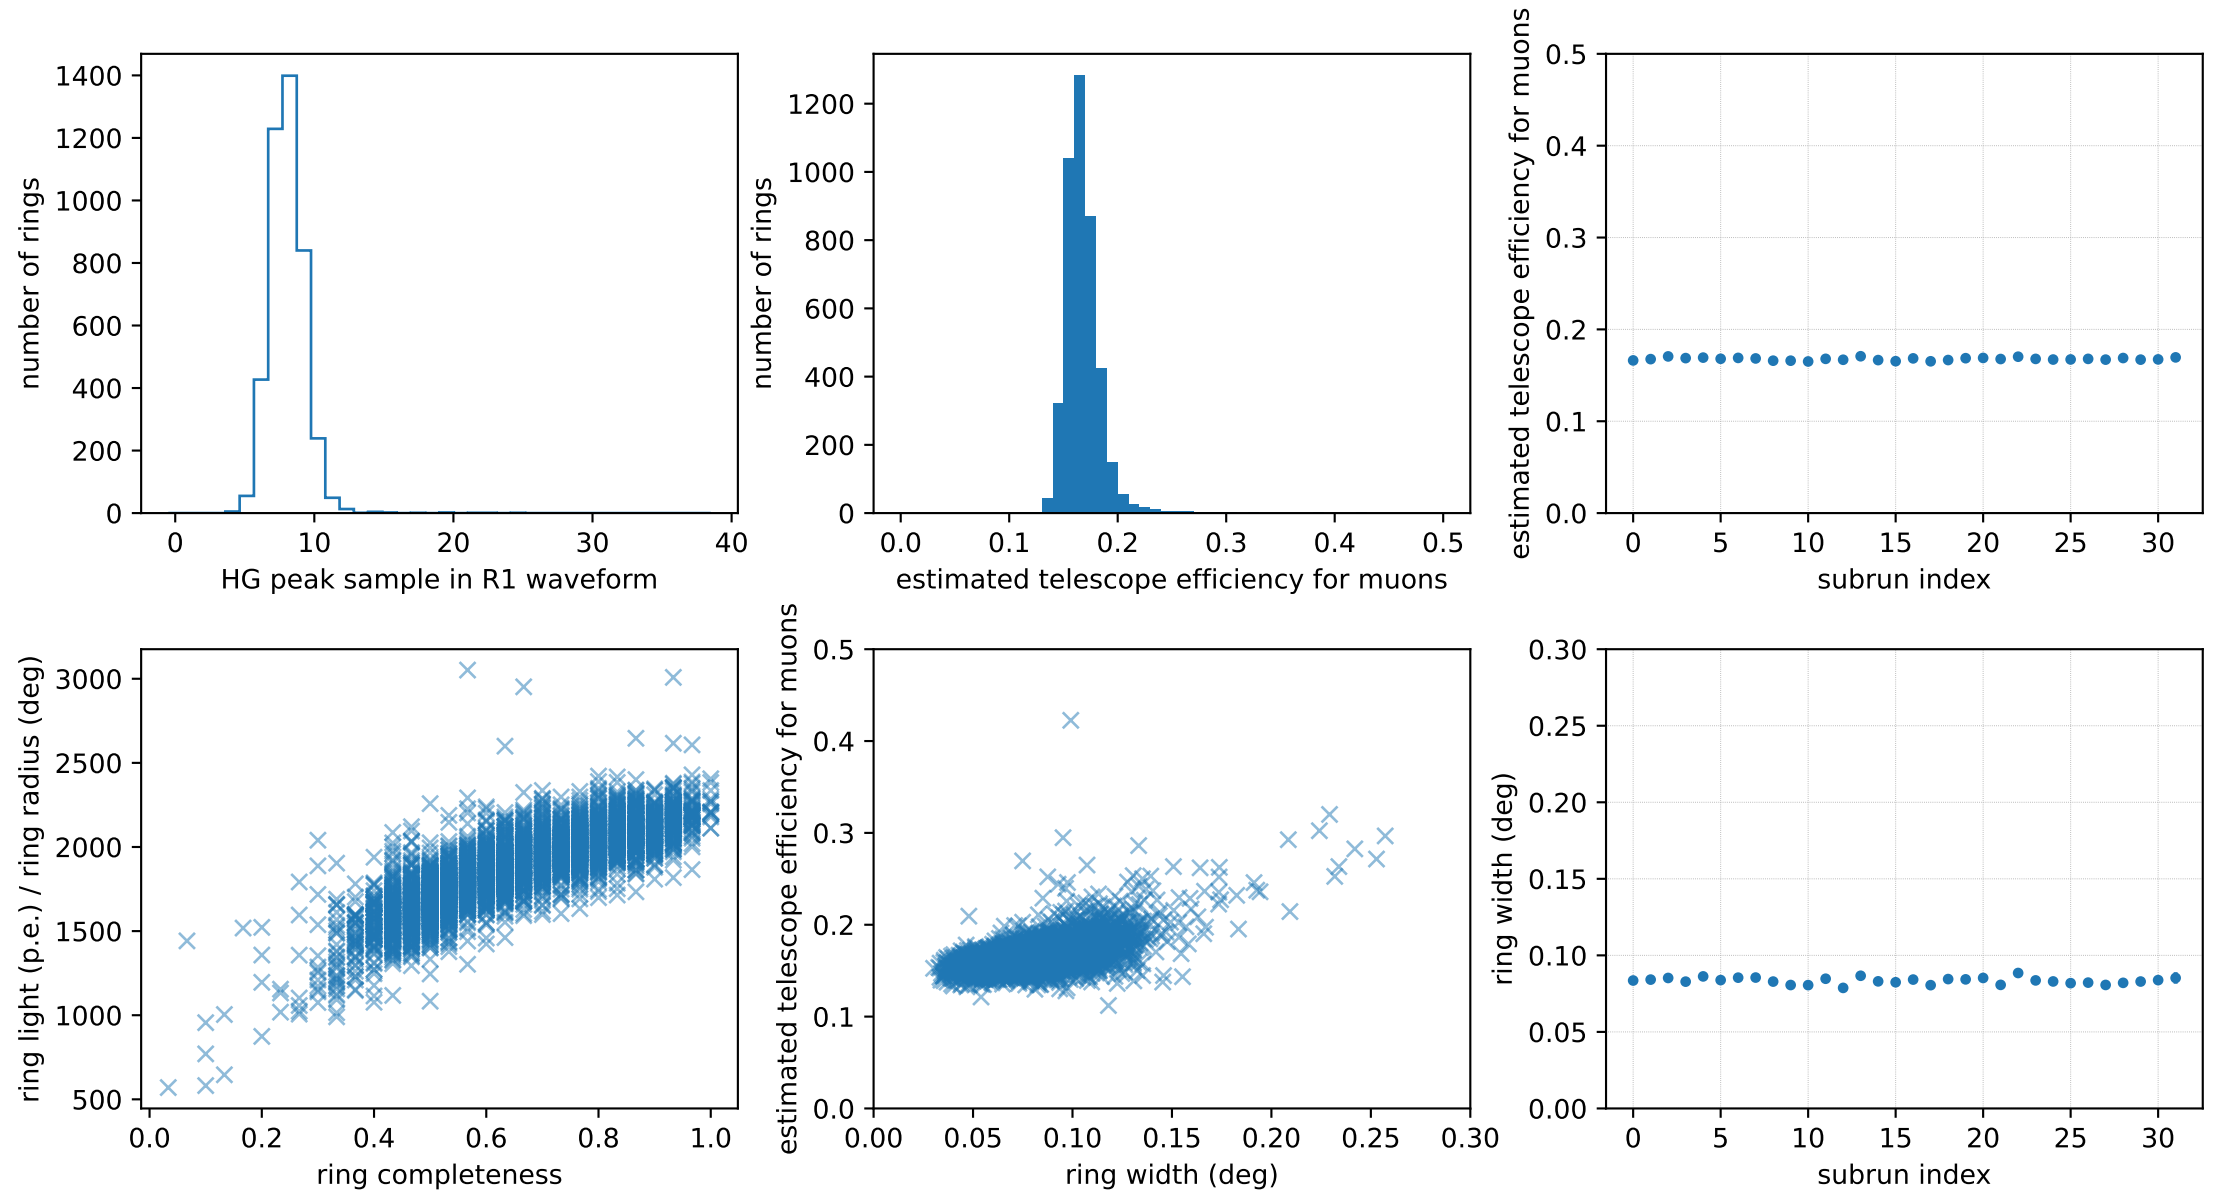 number of rings
1400
1200
1000
800
600
400
200
0
0 10 20 30 40
HG peak sample in R1 waveform
number of rings
1200
1000
800
600
400
200
0
0.0 0.1 0.2 0.3 0.4 0.5
estimated telescope efficiency for muons
estimated telescope efficiency for muons
0.5
0.4
0.3
0.2
0.1
0.0
0 5 10 15 20 25 30
subrun index
ring light (p.e.) / ring radius (deg)
3000
2500
2000
1500
1000
500
0.0 0.2 0.4 0.6 0.8 1.0
ring completeness
estimated telescope efficiency for muons
0.5
0.4
0.3
0.2
0.1
0.0
0.00 0.05 0.10 0.15 0.20 0.25 0.30
ring width (deg)
ring width (deg)
0.30
0.25
0.20
0.15
0.10
0.05
0.00
0 5 10 15 20 25 30
subrun index